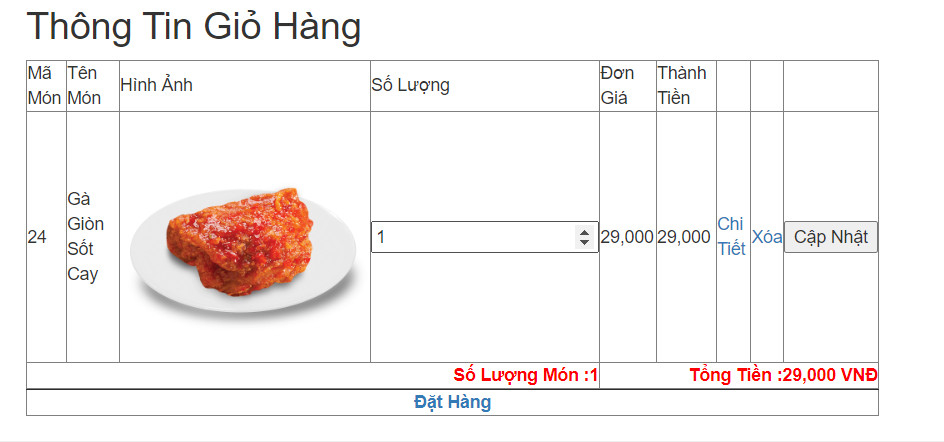 Thông Tin Giỏ Hàng
Mã Món Tên Món Hình Ảnh Số Lượng Đơn Giá Thành Tiền
24 Gà Giòn Sốt Cay 1 29,000 29,000 Chi Tiết Xóa Cập Nhật
Số Lượng Món :1 Tổng Tiền :29,000 VNĐ
Đặt Hàng